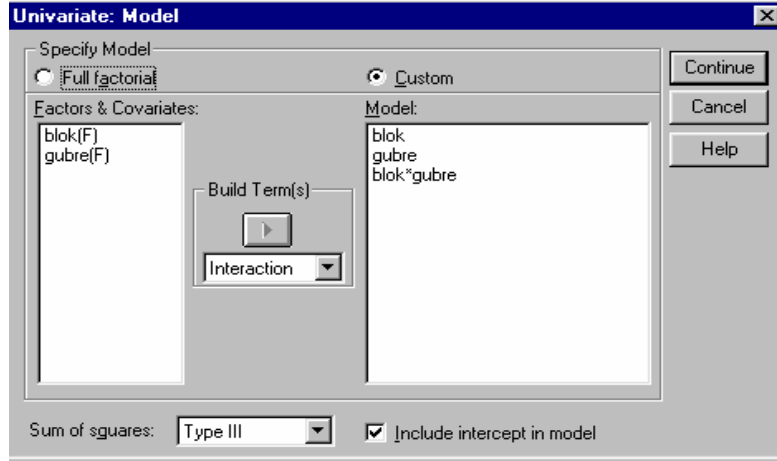 Univariate: Model
Specify Model
Full factorial
Custom
Continue
Cancel
Help
Factors & Covariates:
blok(F)
gubre(F)
Build Term(s)
Interaction
Model:
blok
gubre
blok*gubre
Sum of squares:
Type III
Include intercept in model